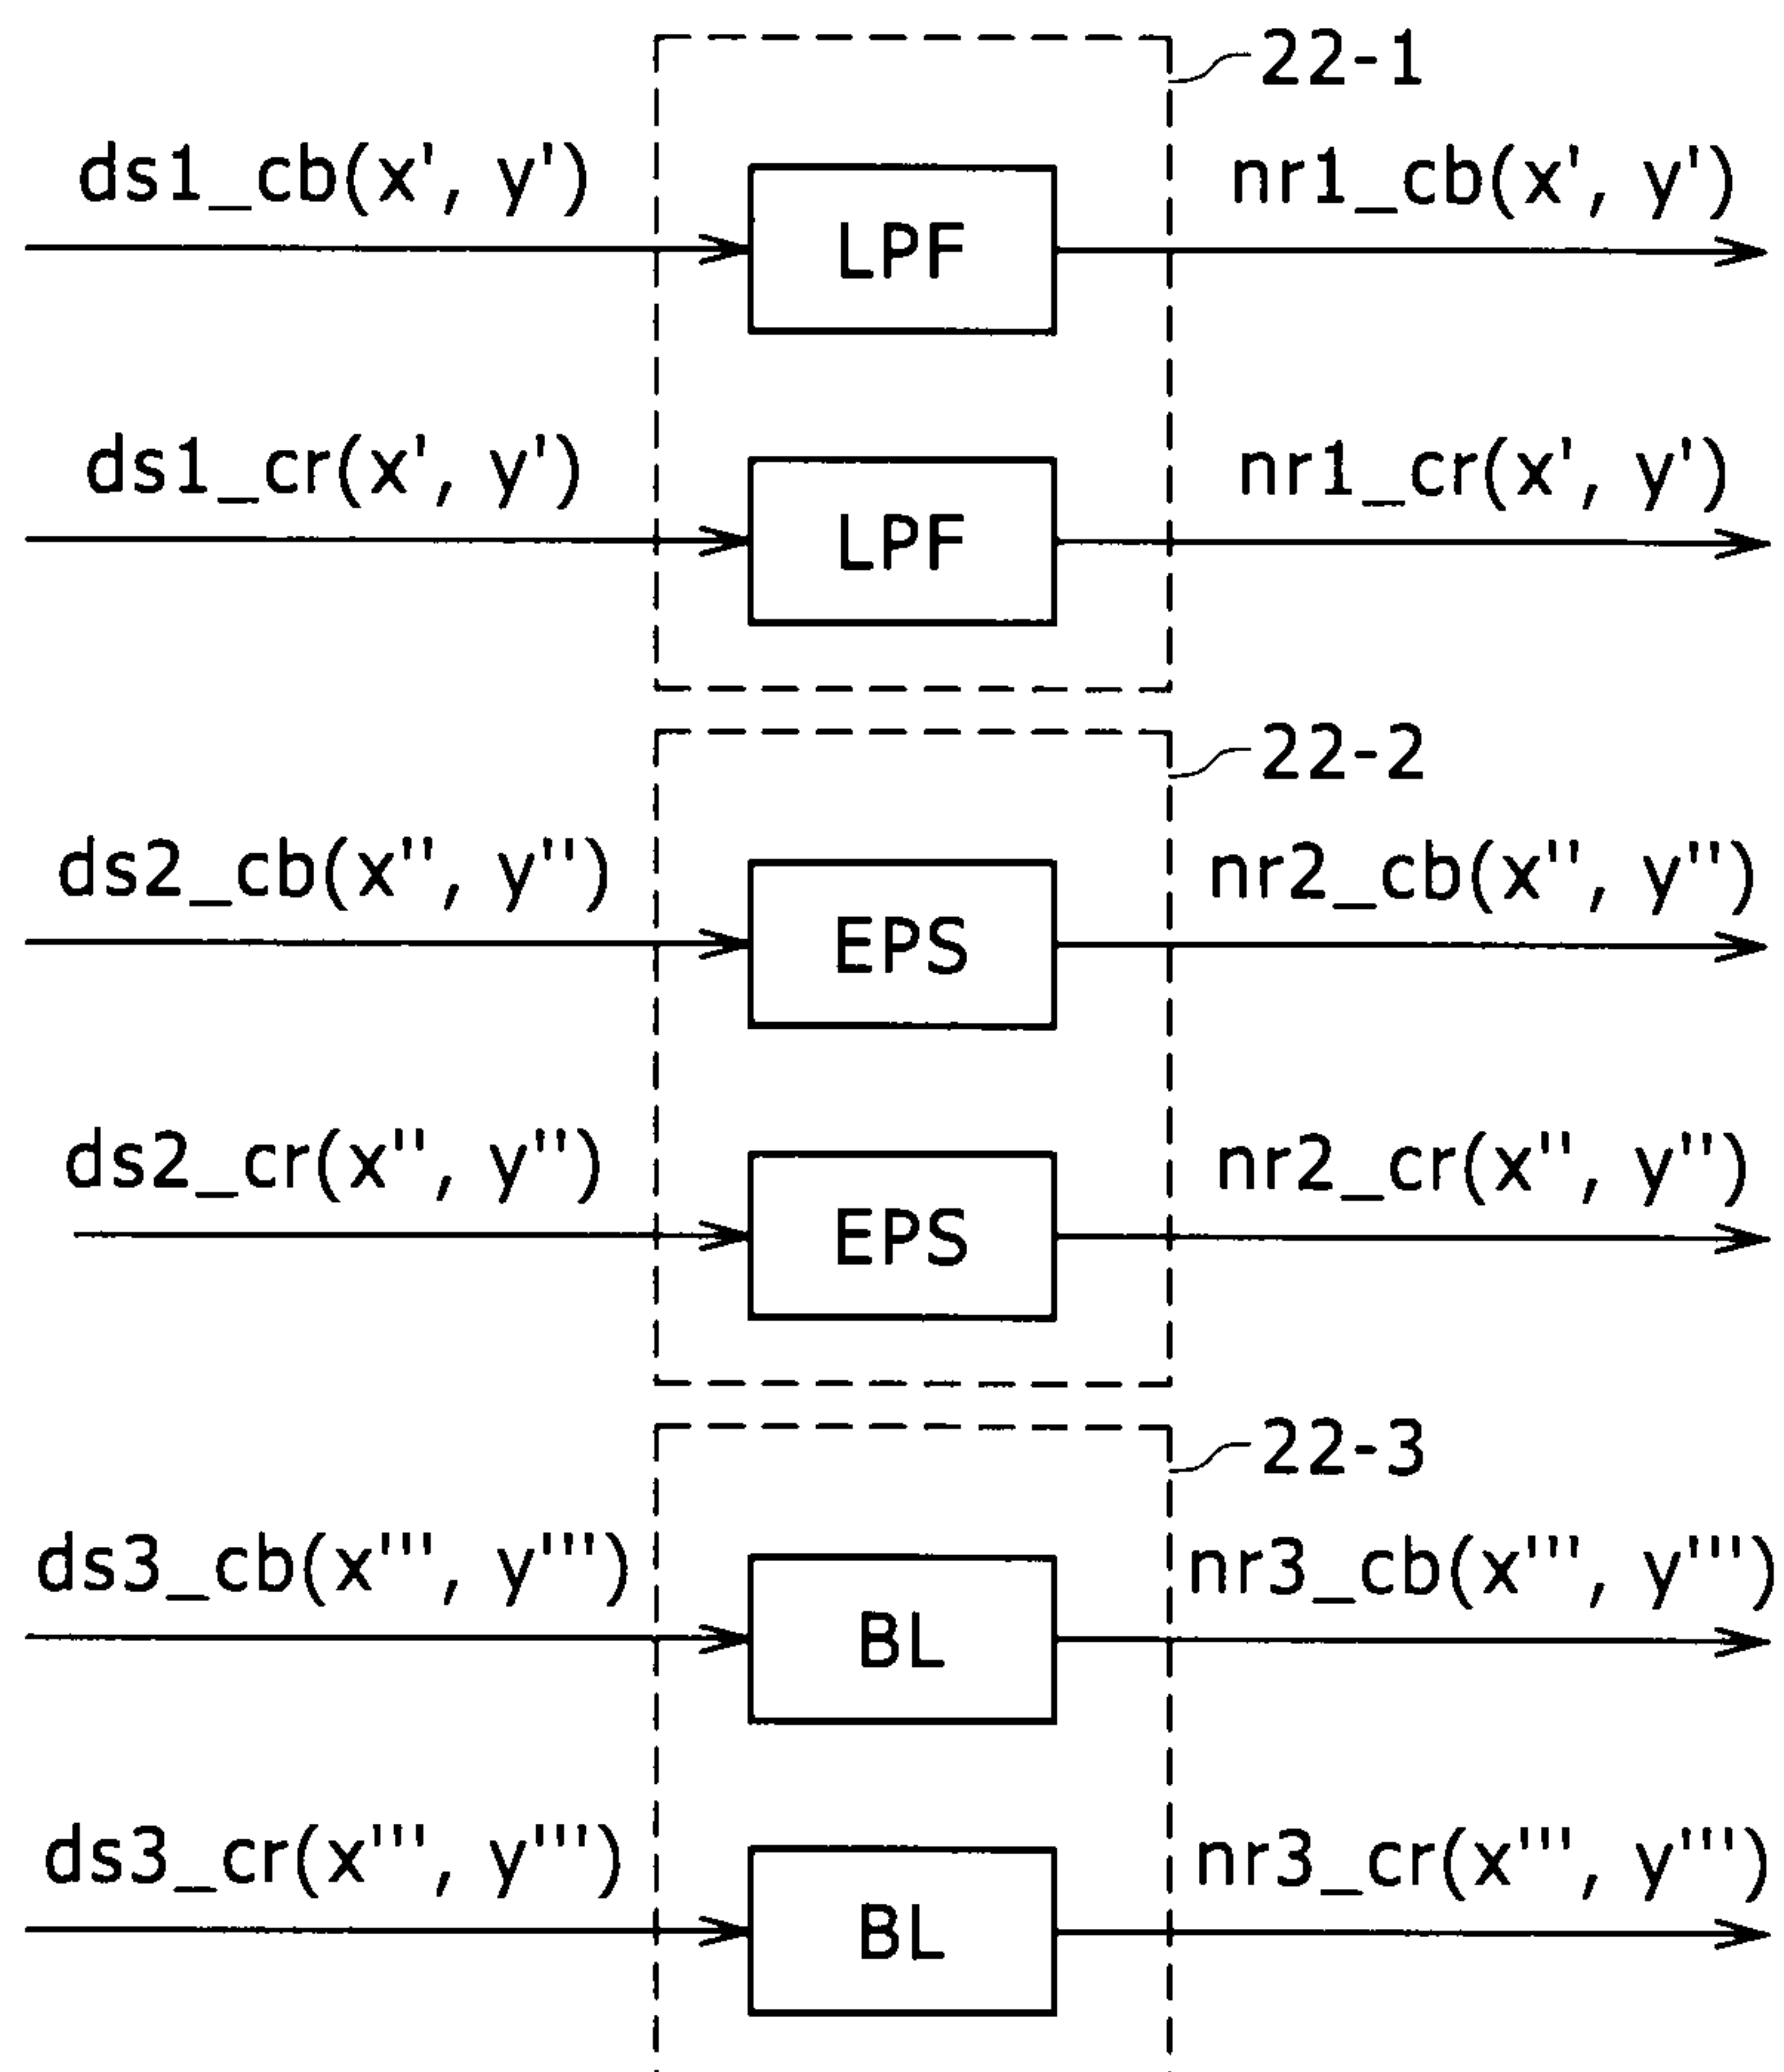 22-1
ds1_cb(x', y')
nr1_cb(x', y')
LPF
ds1_cr(x', y')
nr1_cr(x', y')
LPF
22-2
ds2_cb(x'', y'')
nr2_cb(x'', y'')
EPS
ds2_cr(x'', y'')
nr2_cr(x'', y'')
EPS
22-3
ds3_cb(x''', y''')
nr3_cb(x''', y''')
BL
ds3_cr(x''', y''')
nr3_cr(x''', y''')
BL